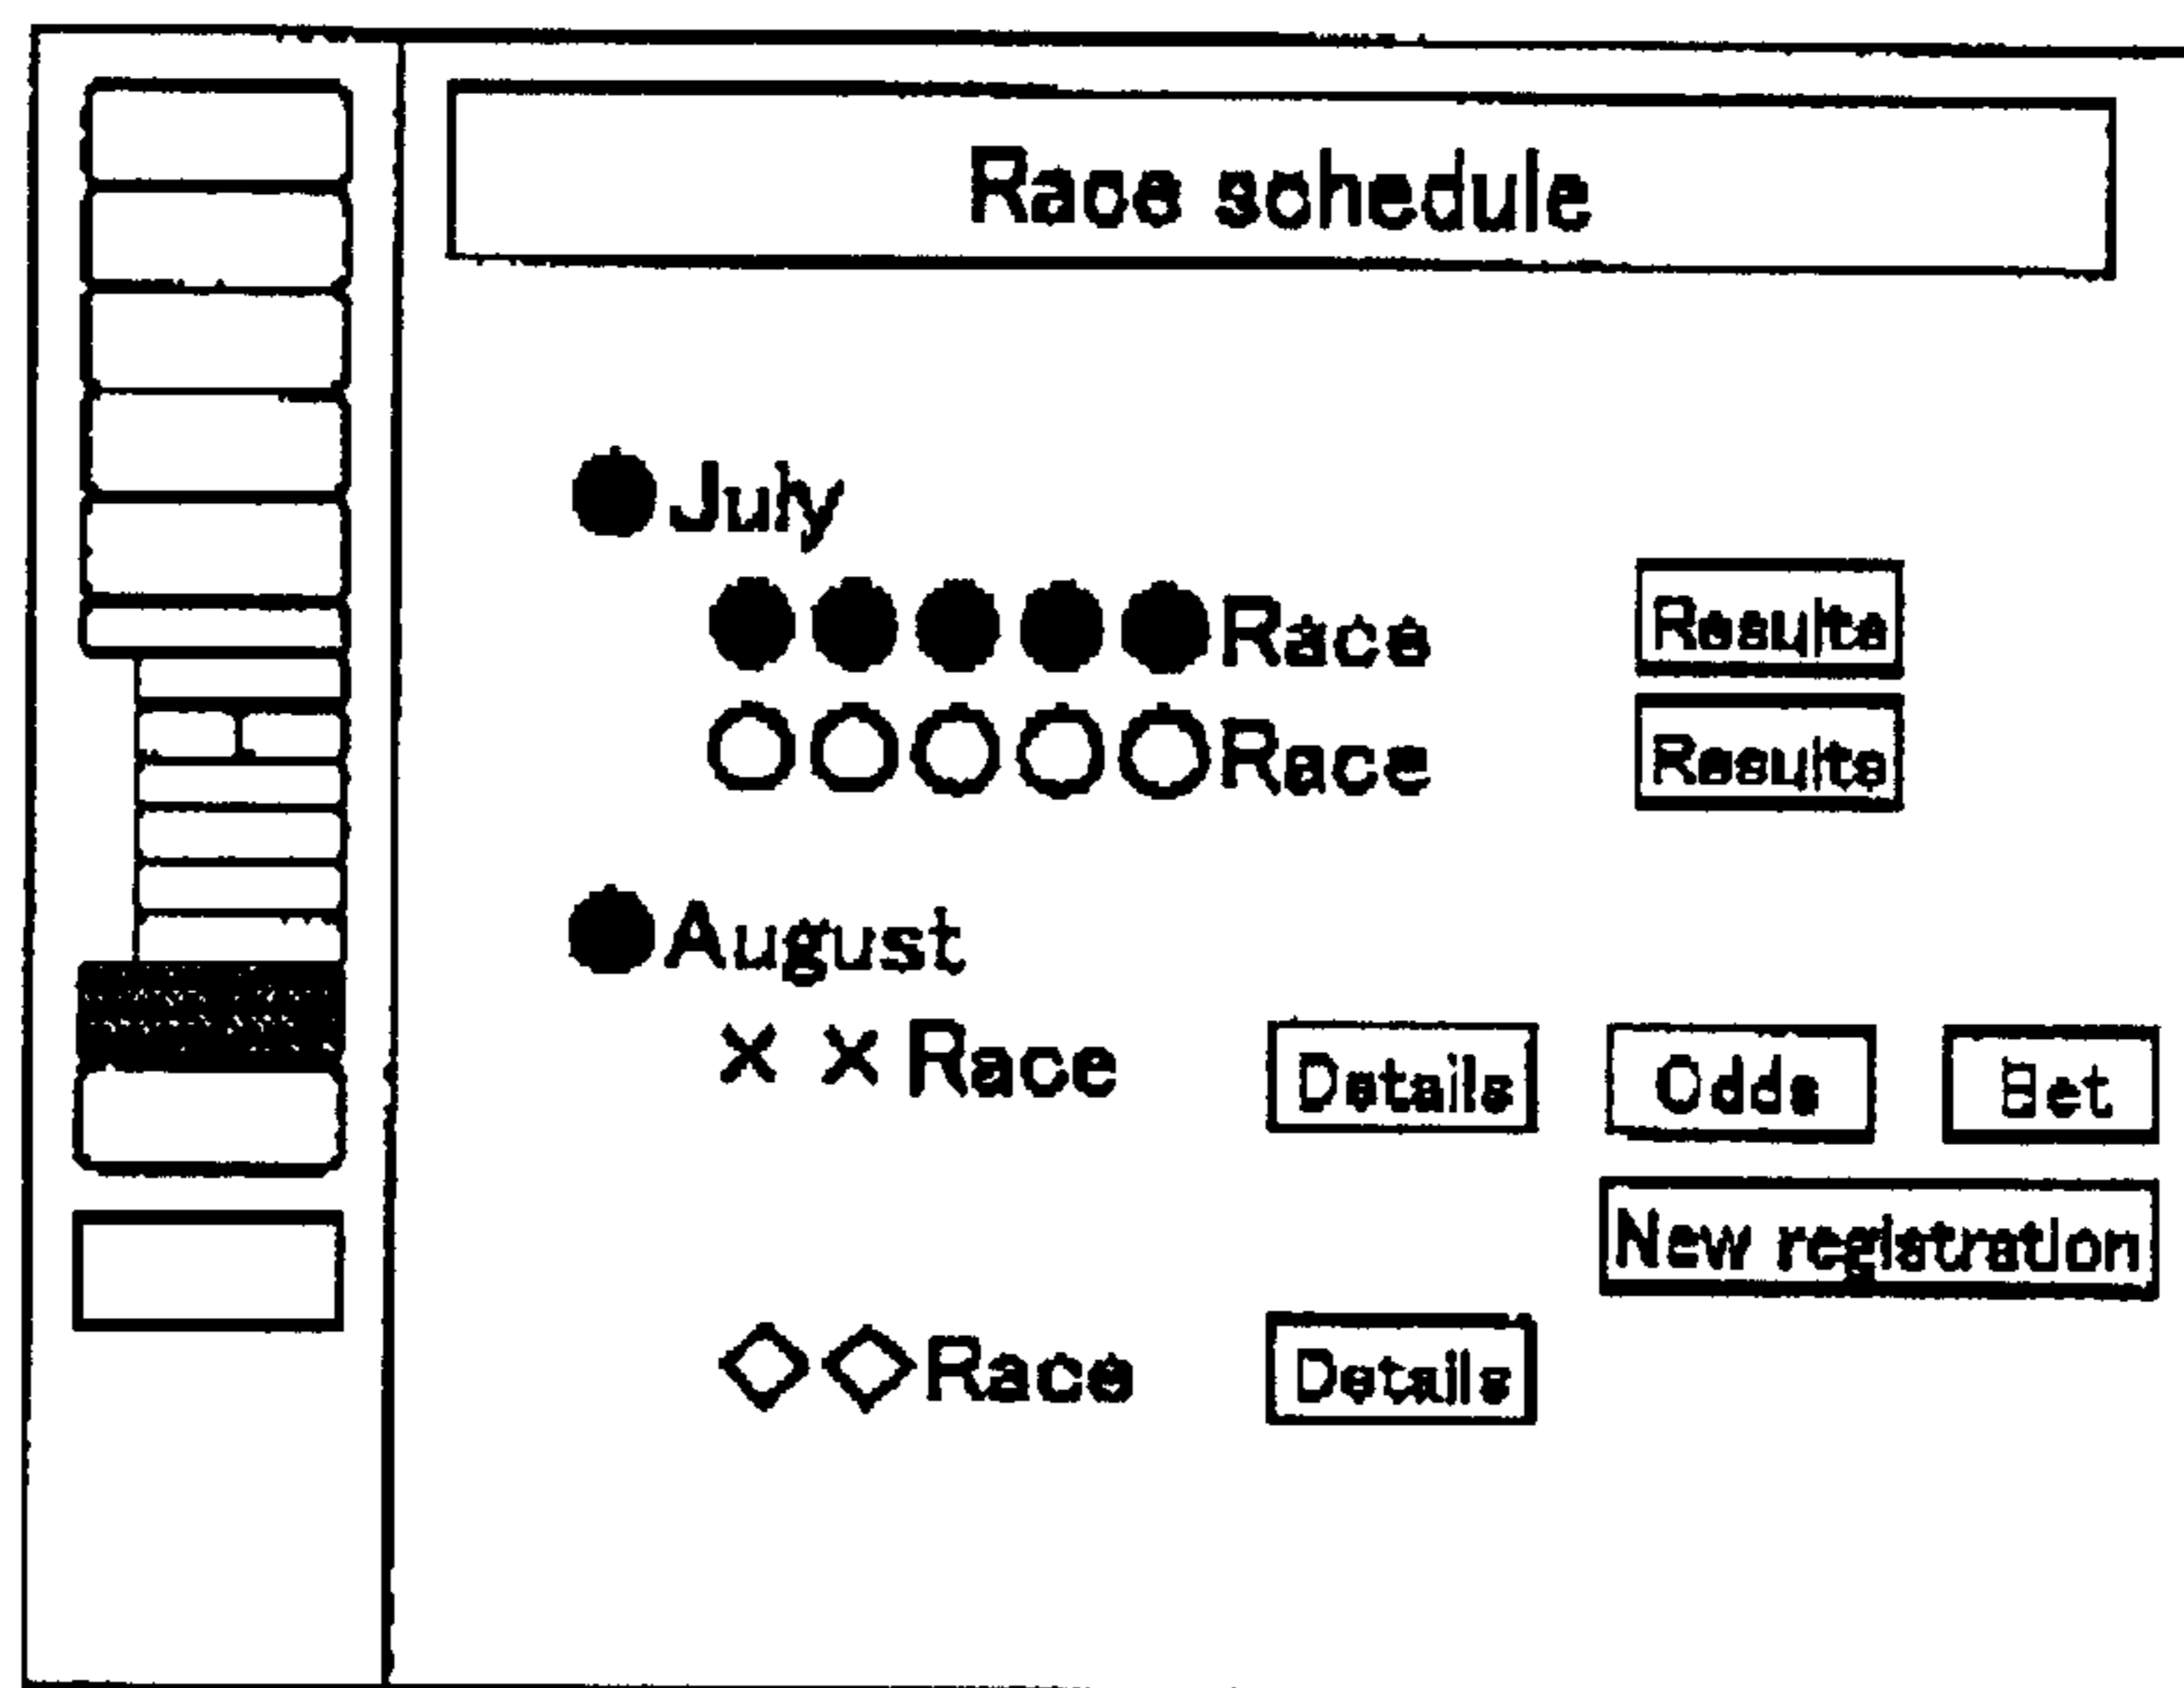 Race schedule
●July
●●●●●Race Results
○○○○○Race Results
●August
××Race Details Odds Bet
New registration
◇◇Race Details